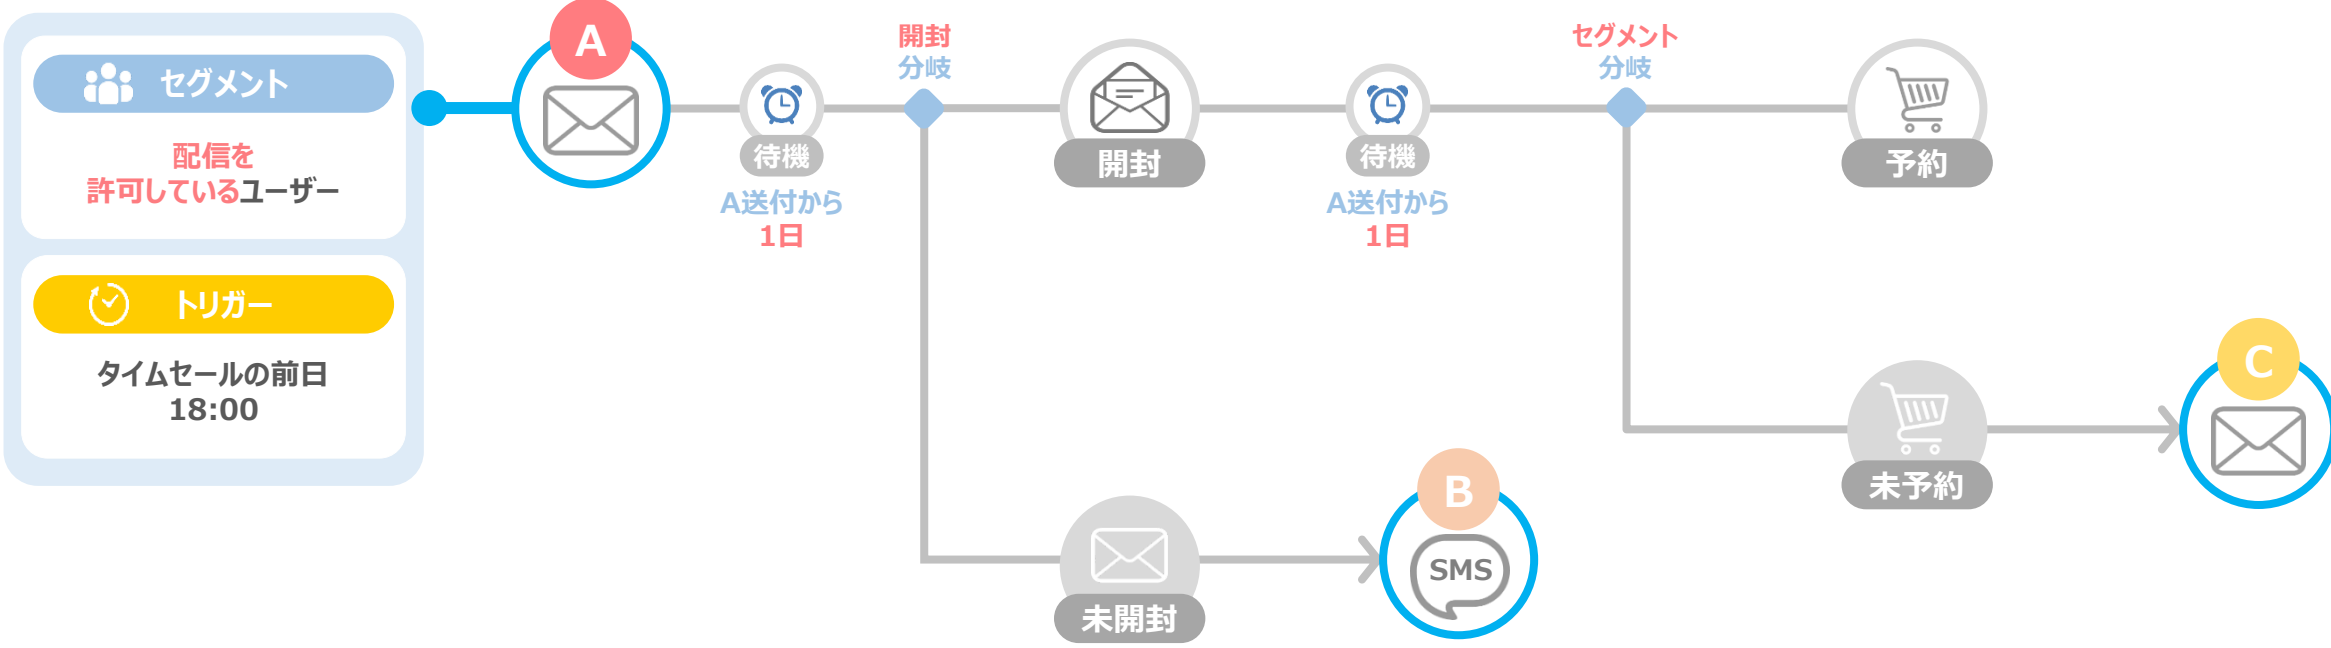 セグメント
配信を
許可しているユーザー
トリガー
タイムセールの前日
18:00
A
待機
A送付から
1日
開封
分岐
開封
待機
A送付から
1日
セグメント
分岐
予約
未開封
B
SMS
未予約
C